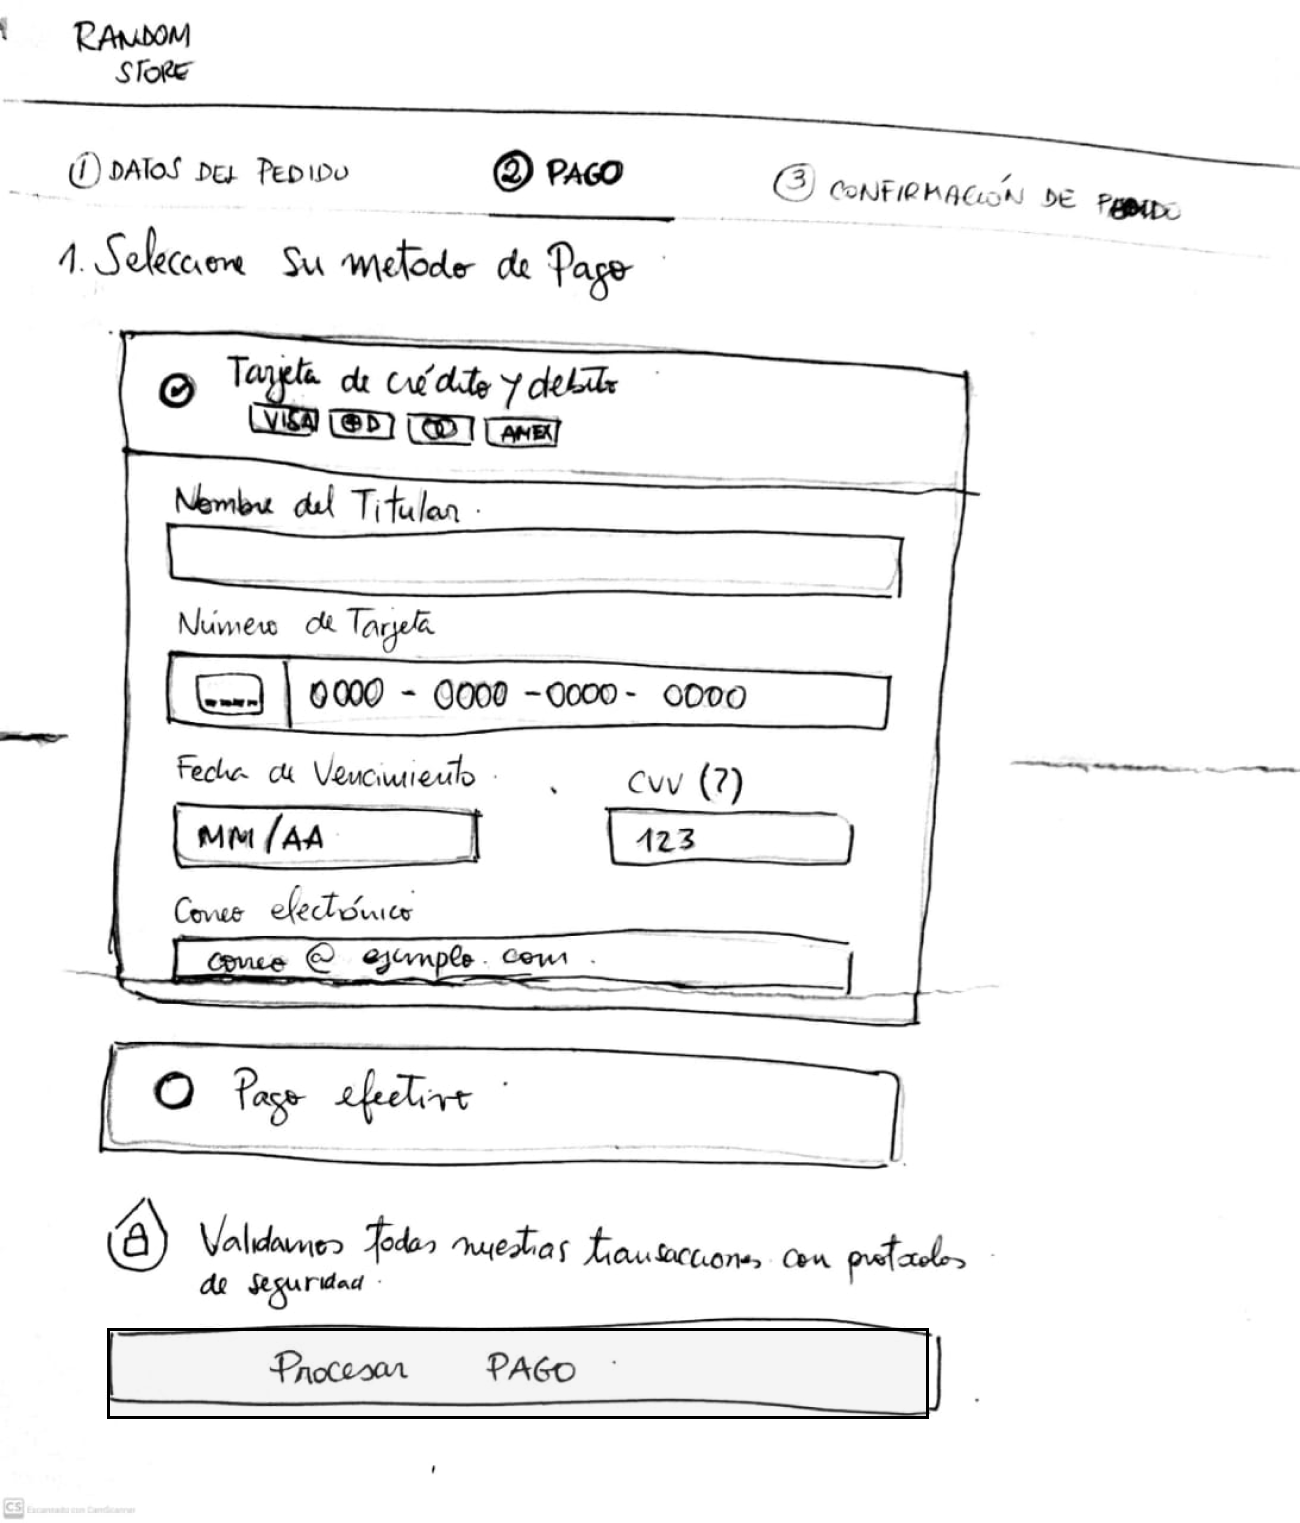 RANDOM
STORE
1 DATOS DEL PEDIDO
2 PAGO
3 CONFIRMACIÓN DE PEDIDO
1. Seleccione su metodo de Pago
Tarjeta de crédito y debito
VISA D AMEX
Nombre del Titular
Número de Tarjeta
0000 - 0000 - 0000 - 0000
Fecha de Vencimiento
CVV (?)
MM/AA
123
Correo electrónico
correo @ ejemplo.com
Pago efectivo
Validamos todas nuestras transacciones con protocolos
de seguridad.
Procesar PAGO
CS Escaneado con CamScanner